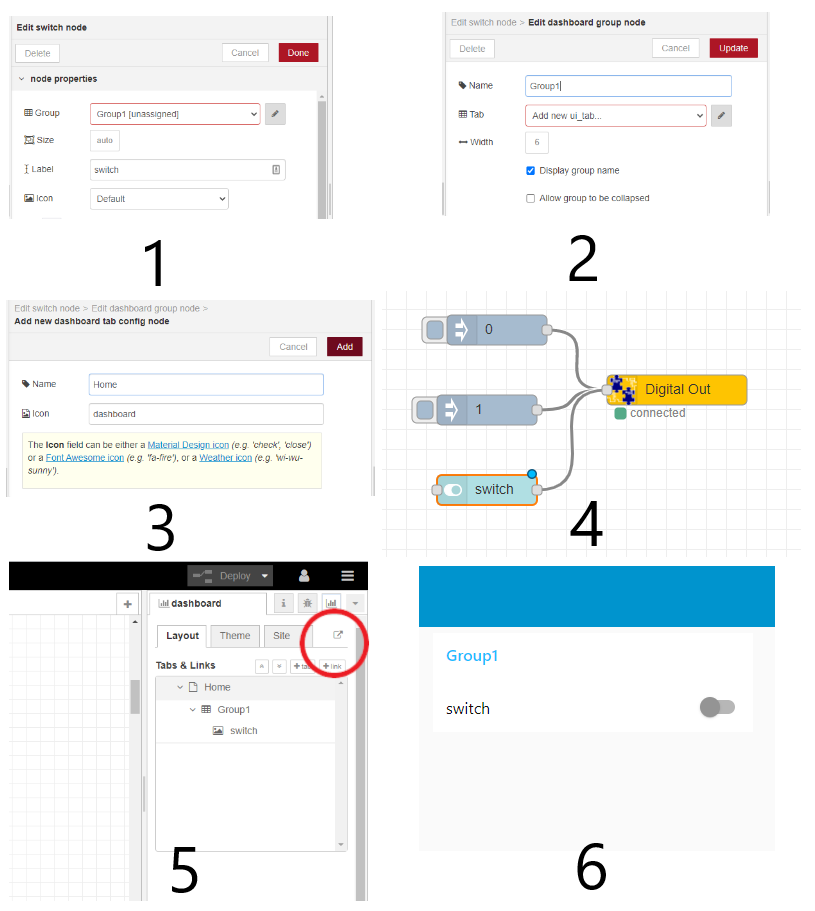 Edit switch node
Delete
Cancel
Done
node properties
Group
Group1 [unassigned]
Size
auto
Label
switch
Icon
Default
1
Edit switch node > Edit dashboard group node
Delete
Cancel
Update
Name
Group1
Tab
Add new ui_tab...
Width
6
Display group name
Allow group to be collapsed
2
Edit switch node > Edit dashboard group node >
Add new dashboard tab config node
Cancel
Add
Name
Home
Icon
dashboard
The Icon field can be either a Material Design icon (e.g. 'check', 'close')
or a Font Awesome icon (e.g. 'fa-fire'), or a Weather icon (e.g. 'wi-wu-
sunny').
3
0
1
switch
Digital Out
connected
4
Deploy
dashboard
Layout
Theme
Site
Tabs & Links
+ tab
+ link
Home
Group1
switch
5
Group1
switch
6